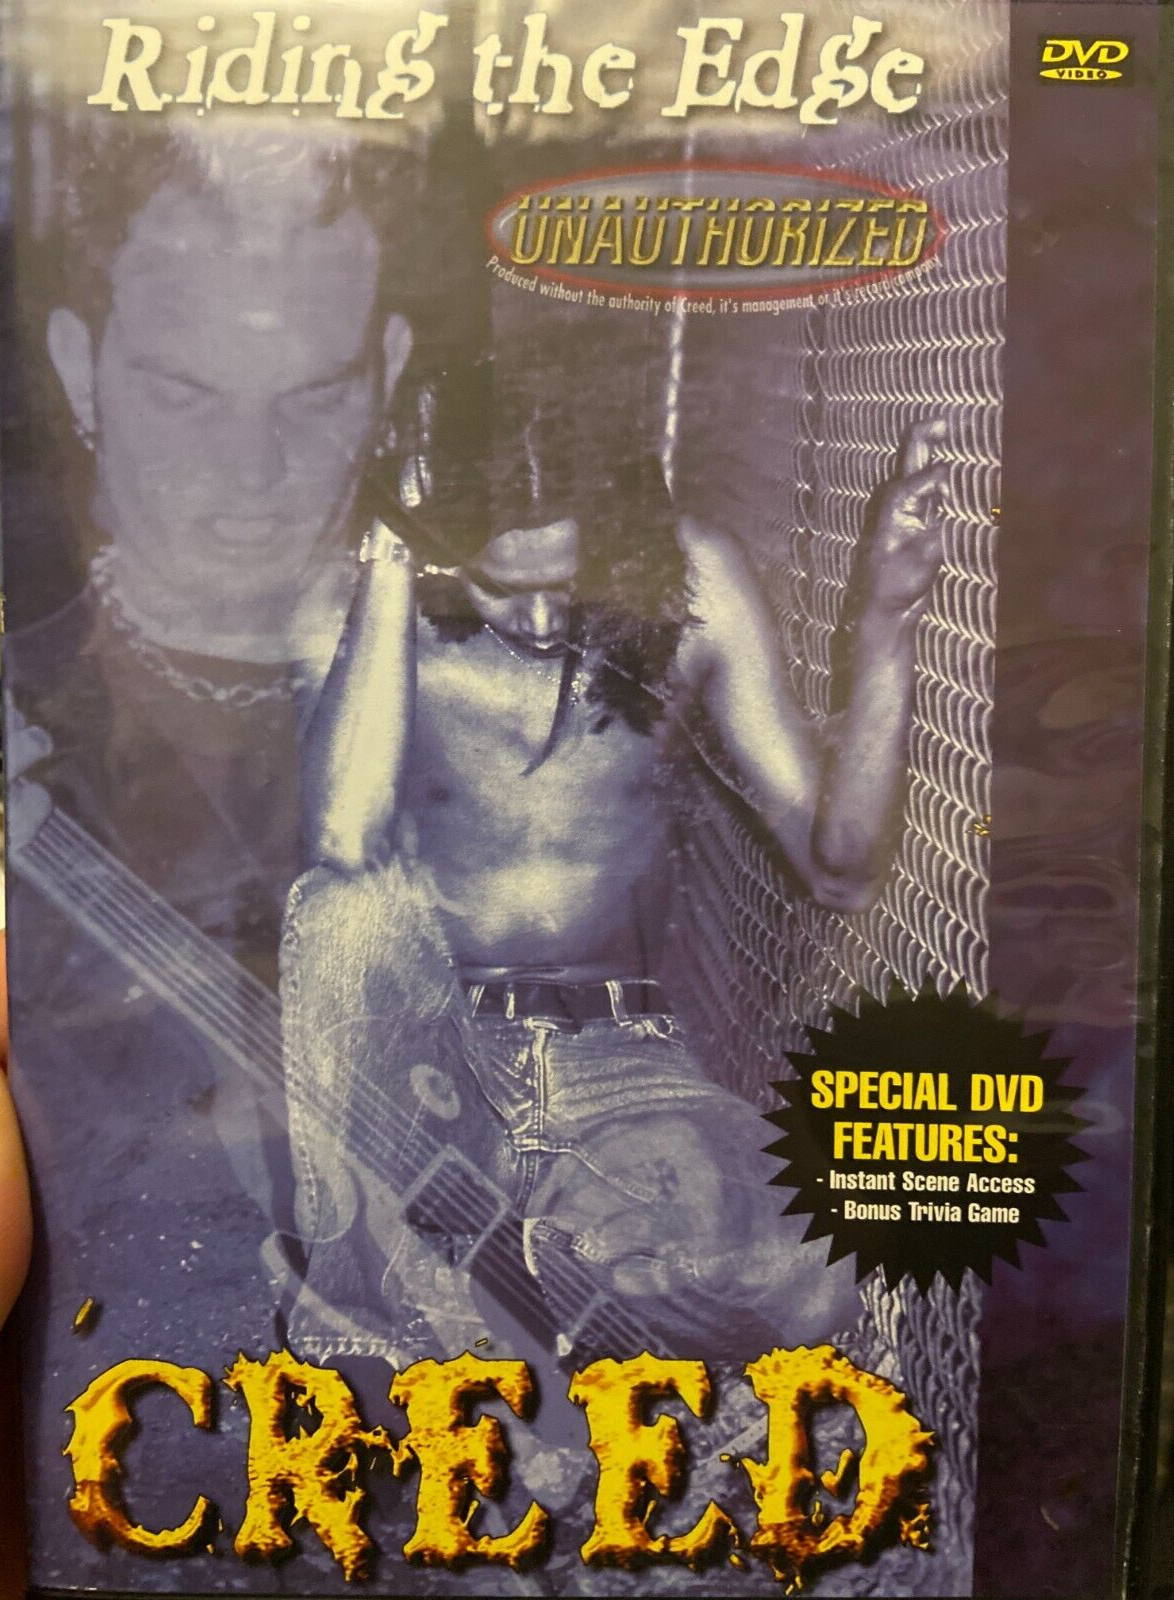 Riding the Edge
DVD
VIDEO
UNAUTHORIZED
Produced without the authority of Creed, it's management or it's record company
SPECIAL DVD
FEATURES:
- Instant Scene Access
- Bonus Trivia Game
CREED